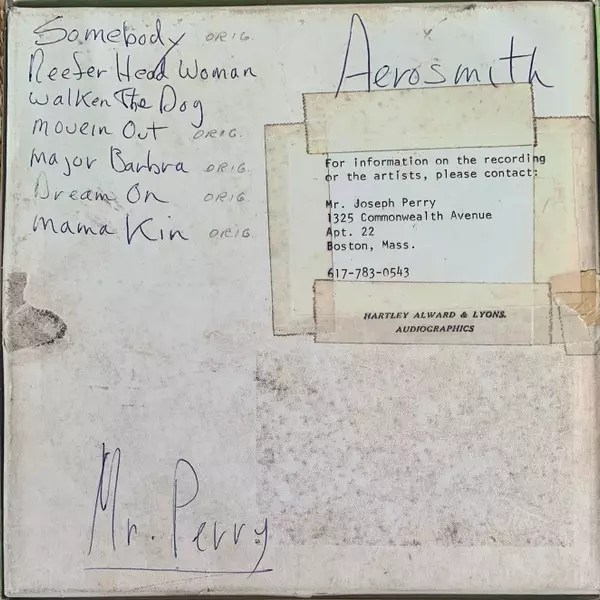 Somebody ORIG.
Reefer Head Woman
Walken The Dog
Movein Out ORIG.
Major Barbra ORIG.
Dream On ORIG
Mama Kin ORIG.
Aerosmith
For information on the recording
or the artists, please contact:
Mr. Joseph Perry
1325 Commonwealth Avenue
Apt. 22
Boston, Mass.
617-783-0543
HARTLEY ALWARD & LYONS.
AUDIOGRAPHICS
Mr. Perry